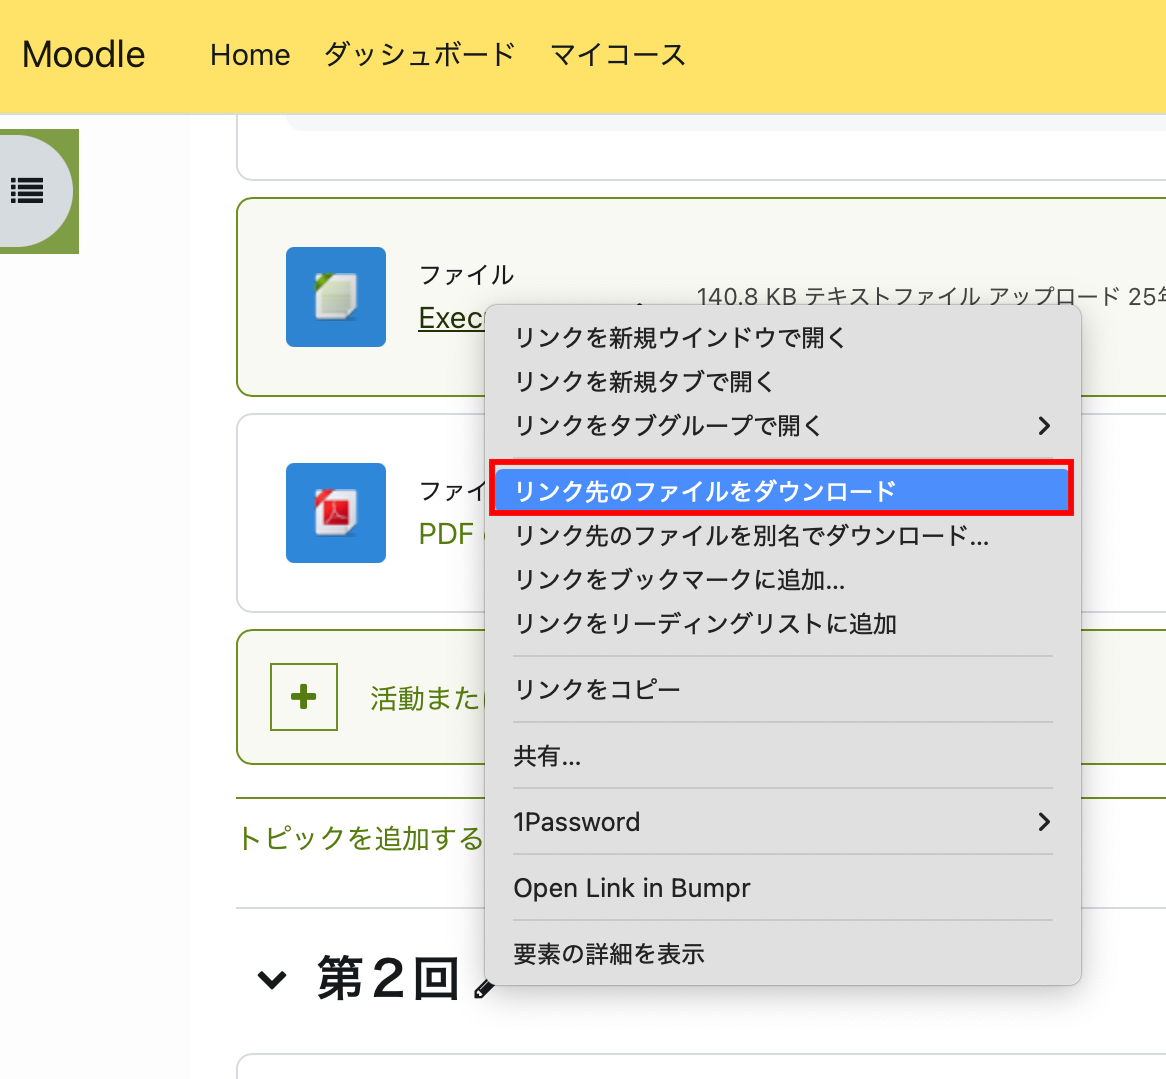 Moodle Home ダッシュボード マイコース
ファイル
140.8 KB テキストファイル アップロード 25年
Exec
リンクを新規ウインドウで開く
リンクを新規タブで開く
リンクをタブグループで開く
リンク先のファイルをダウンロード
ファイ
リンク先のファイルを別名でダウンロード...
PDF
リンクをブックマークに追加...
リンクをリーディングリストに追加
リンクをコピー
活動また
共有...
1Password
トピックを追加する
Open Link in Bumpr
要素の詳細を表示
第2回